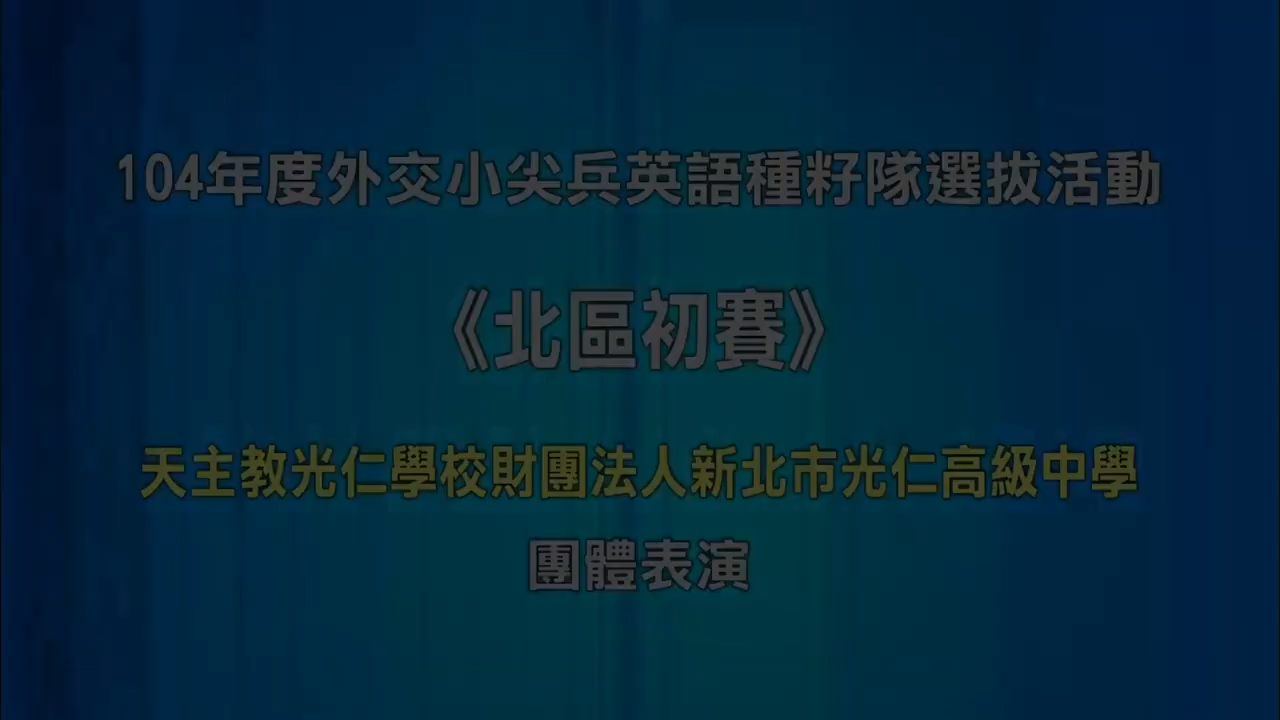 104年度外交小尖兵英語種籽隊選拔活動
《北區初賽》
天主教光仁學校財團法人新北市光仁高級中學
團體表演